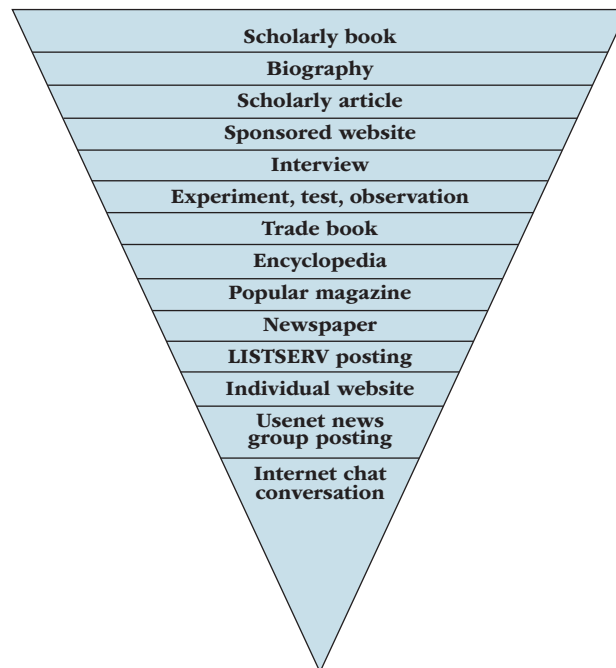 Scholarly book
Biography
Scholarly article
Sponsored website
Interview
Experiment, test, observation
Trade book
Encyclopedia
Popular magazine
Newspaper
LISTSERV posting
Individual website
Usenet news
group posting
Internet chat
conversation